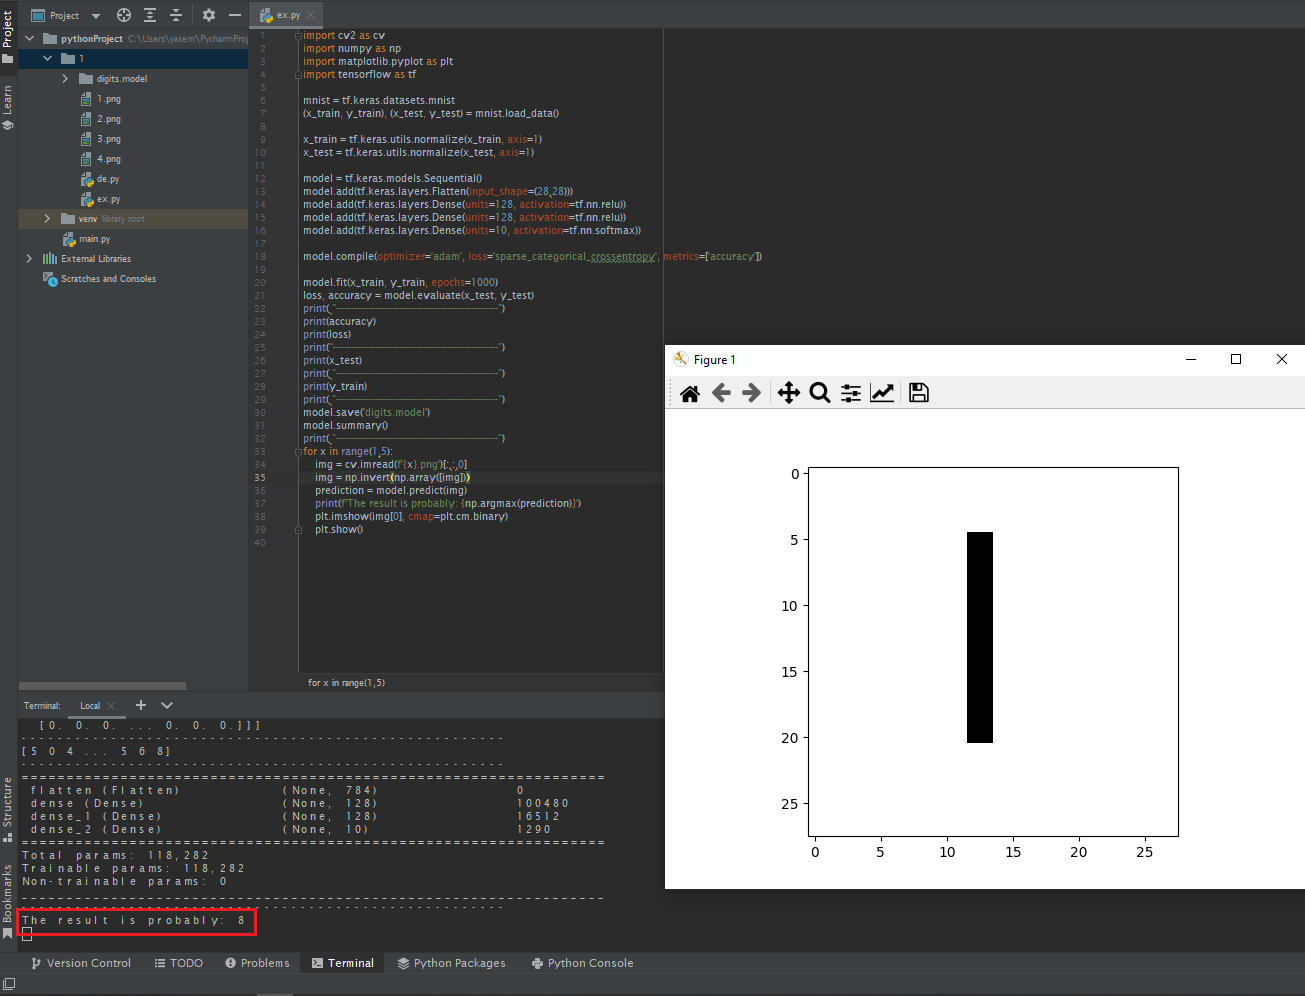 Project
ex.py
pythonProject C:\Users\yasem\PycharmProj
1
digits.model
1.png
2.png
3.png
4.png
de.py
ex.py
venv library root
main.py
External Libraries
Scratches and Consoles
Project
Learn
Structure
Bookmarks
1 import cv2 as cv
2 import numpy as np
3 import matplotlib.pyplot as plt
4 import tensorflow as tf
5
6 mnist = tf.keras.datasets.mnist
7 (x_train, y_train), (x_test, y_test) = mnist.load_data()
8
9 x_train = tf.keras.utils.normalize(x_train, axis=1)
10 x_test = tf.keras.utils.normalize(x_test, axis=1)
11
12 model = tf.keras.models.Sequential()
13 model.add(tf.keras.layers.Flatten(input_shape=(28,28)))
14 model.add(tf.keras.layers.Dense(units=128, activation=tf.nn.relu))
15 model.add(tf.keras.layers.Dense(units=128, activation=tf.nn.relu))
16 model.add(tf.keras.layers.Dense(units=10, activation=tf.nn.softmax))
17
18 model.compile(optimizer='adam', loss='sparse_categorical_crossentropy', metrics=['accuracy'])
19
20 model.fit(x_train, y_train, epochs=1000)
21 loss, accuracy = model.evaluate(x_test, y_test)
22 print("-------------------------------------------------------")
23 print(accuracy)
24 print(loss)
25 print("-------------------------------------------------------")
26 print(x_test)
27 print("-------------------------------------------------------")
28 print(y_train)
29 print("-------------------------------------------------------")
30 model.save('digits.model')
31 model.summary()
32 print("-------------------------------------------------------")
33 for x in range(1,5):
34 img = cv.imread(f'{x}.png')[:,:,0]
35 img = np.invert(np.array([img]))
36 prediction = model.predict(img)
37 print(f'The result is probably: {np.argmax(prediction)}')
38 plt.imshow(img[0], cmap=plt.cm.binary)
39 plt.show()
40
for x in range(1,5)
Figure 1
0
5
10
15
20
25
0 5 10 15 20 25
Terminal: Local
[0. 0. 0. ... 0. 0. 0.]]]
-------------------------------------------------------
[5 0 4 ... 5 6 8]
-------------------------------------------------------
=================================================================
flatten (Flatten) (None, 784) 0
dense (Dense) (None, 128) 100480
dense_1 (Dense) (None, 128) 16512
dense_2 (Dense) (None, 10) 1290
=================================================================
Total params: 118,282
Trainable params: 118,282
Non-trainable params: 0
_________________________________________________________________
-------------------------------------------------------
The result is probably: 8
Version Control TODO Problems Terminal Python Packages Python Console